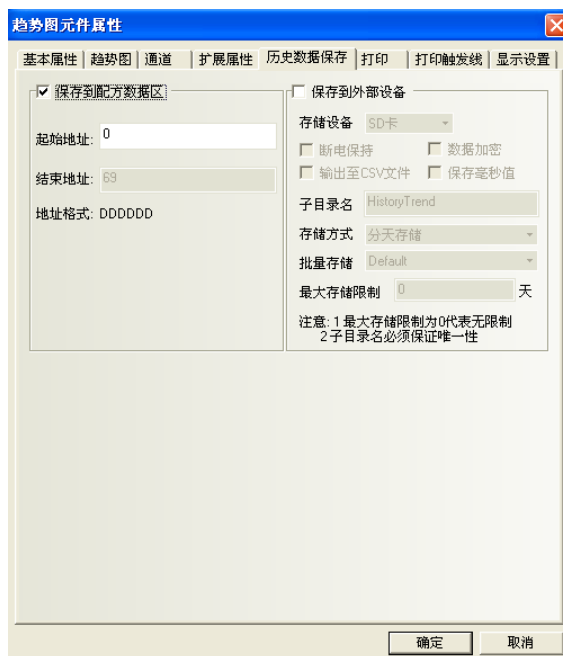 趋势图元件属性
基本属性 趋势图 通道 扩展属性 历史数据保存 打印 打印触发线 显示设置
保存到配方数据区
起始地址: 0
结束地址: 69
地址格式: DDDDDD
保存到外部设备
存储设备 SD卡
断电保持 数据加密
输出至CSV文件 保存毫秒值
子目录名 HistoryTrend
存储方式 分天存储
批量存储 Default
最大存储限制 0 天
注意: 1 最大存储限制为0代表无限制
2 子目录名必须保证唯一性
确定 取消